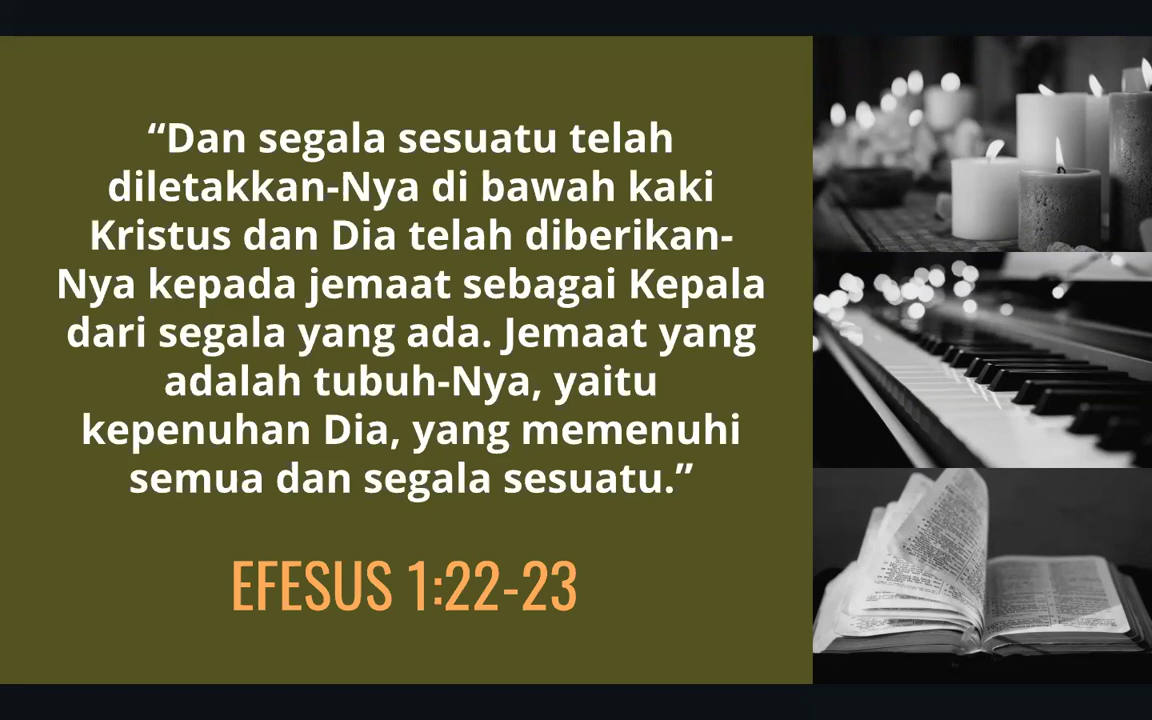 “Dan segala sesuatu telah
diletakkan-Nya di bawah kaki
Kristus dan Dia telah diberikan-
Nya kepada jemaat sebagai Kepala
dari segala yang ada. Jemaat yang
adalah tubuh-Nya, yaitu
kepenuhan Dia, yang memenuhi
semua dan segala sesuatu.”
EFESUS 1:22-23